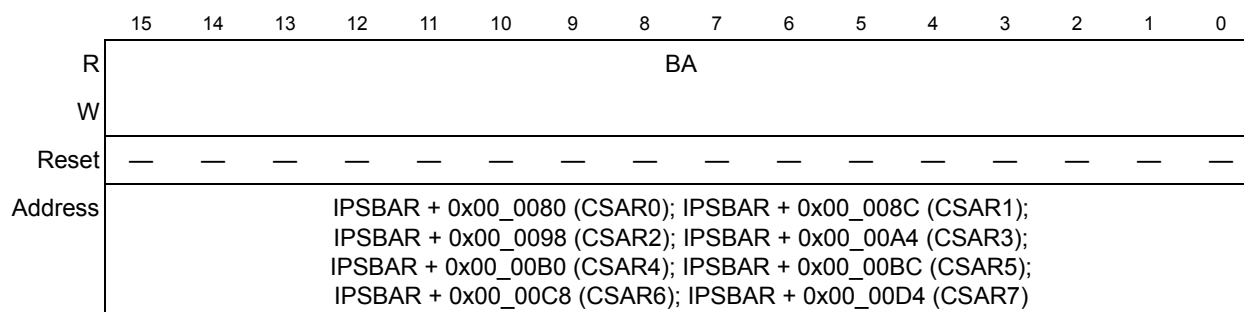 15 14 13 12 11 10 9 8 7 6 5 4 3 2 1 0
R BA
W
Reset — — — — — — — — — — — — — — — —
Address IPSBAR + 0x00_0080 (CSAR0); IPSBAR + 0x00_008C (CSAR1);
IPSBAR + 0x00_0098 (CSAR2); IPSBAR + 0x00_00A4 (CSAR3);
IPSBAR + 0x00_00B0 (CSAR4); IPSBAR + 0x00_00BC (CSAR5);
IPSBAR + 0x00_00C8 (CSAR6); IPSBAR + 0x00_00D4 (CSAR7)